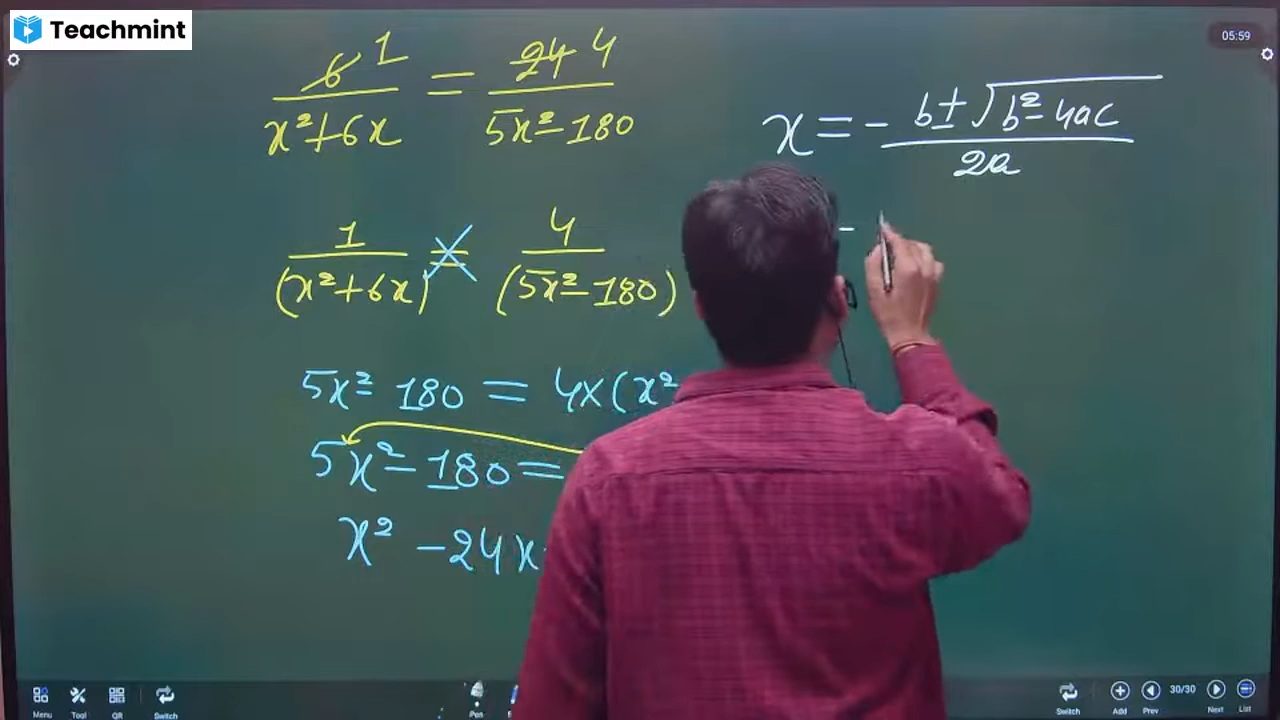 Teachmint
05:59
6 1 / x²+6x = 24 4 / 5x²-180
x = - b ± √b²-4ac / 2a
1 / (x²+6x) = 4 / (5x²-180)
-
5x²-180 = 4x(x²
5x²-180 =
x² -24x
Menu Tool QR Switch Pen Switch Add Prev 30/30 Next List